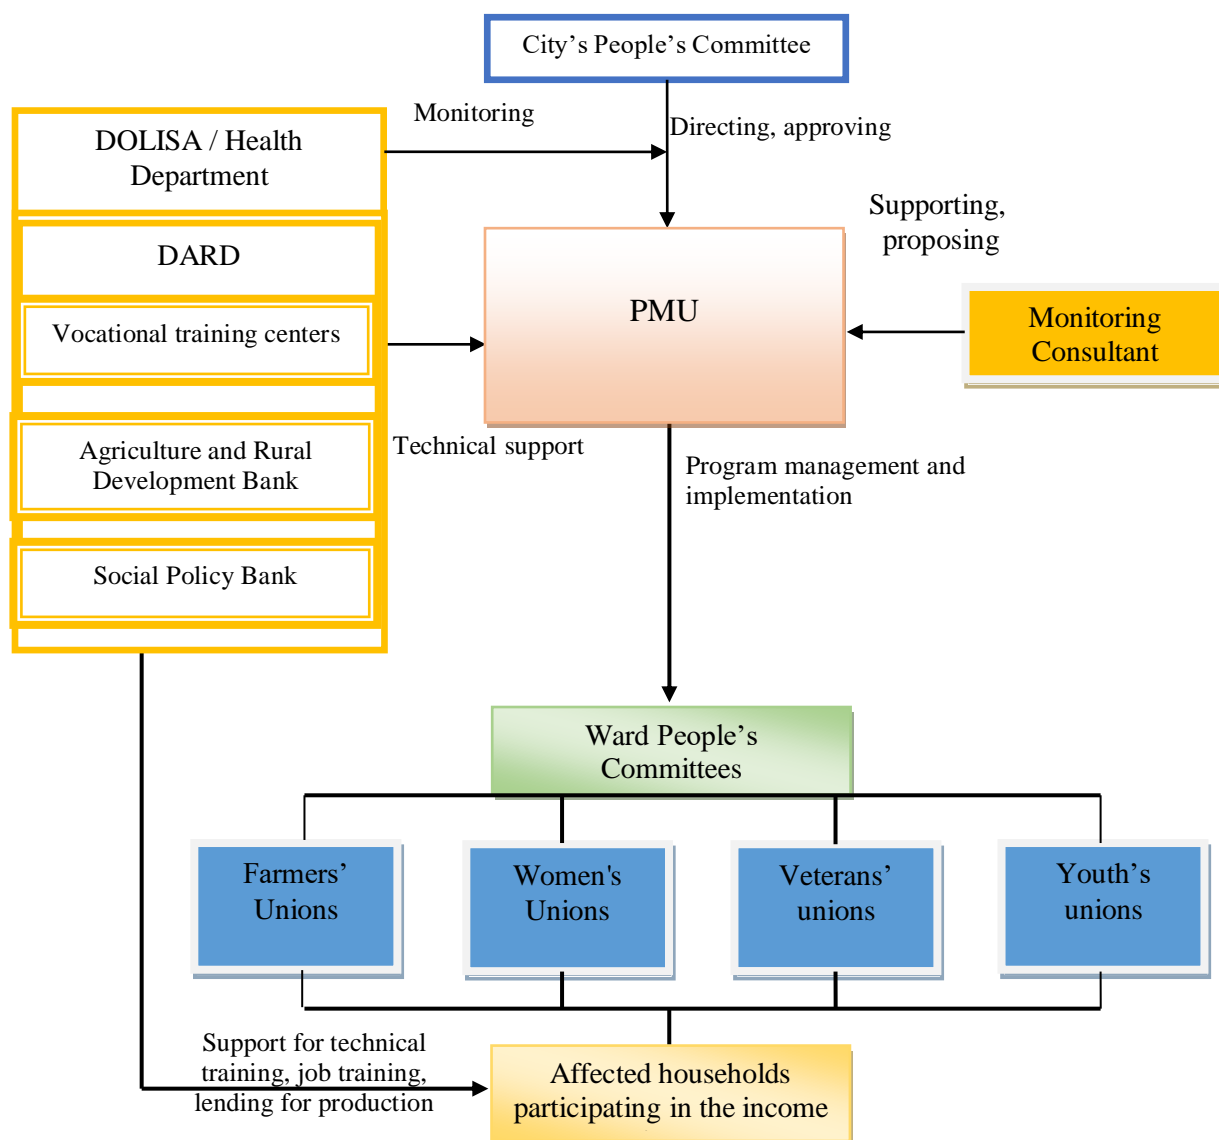 City’s People’s Committee
Monitoring
Directing, approving
DOLISA / Health
Department
Supporting,
proposing
DARD
PMU
Vocational training centers
Monitoring
Consultant
Technical support
Agriculture and Rural
Development Bank
Program management and
implementation
Social Policy Bank
Ward People’s
Committees
Farmers’
Unions
Women's
Unions
Veterans’
unions
Youth’s
unions
Support for technical
training, job training,
lending for production
Affected households
participating in the income